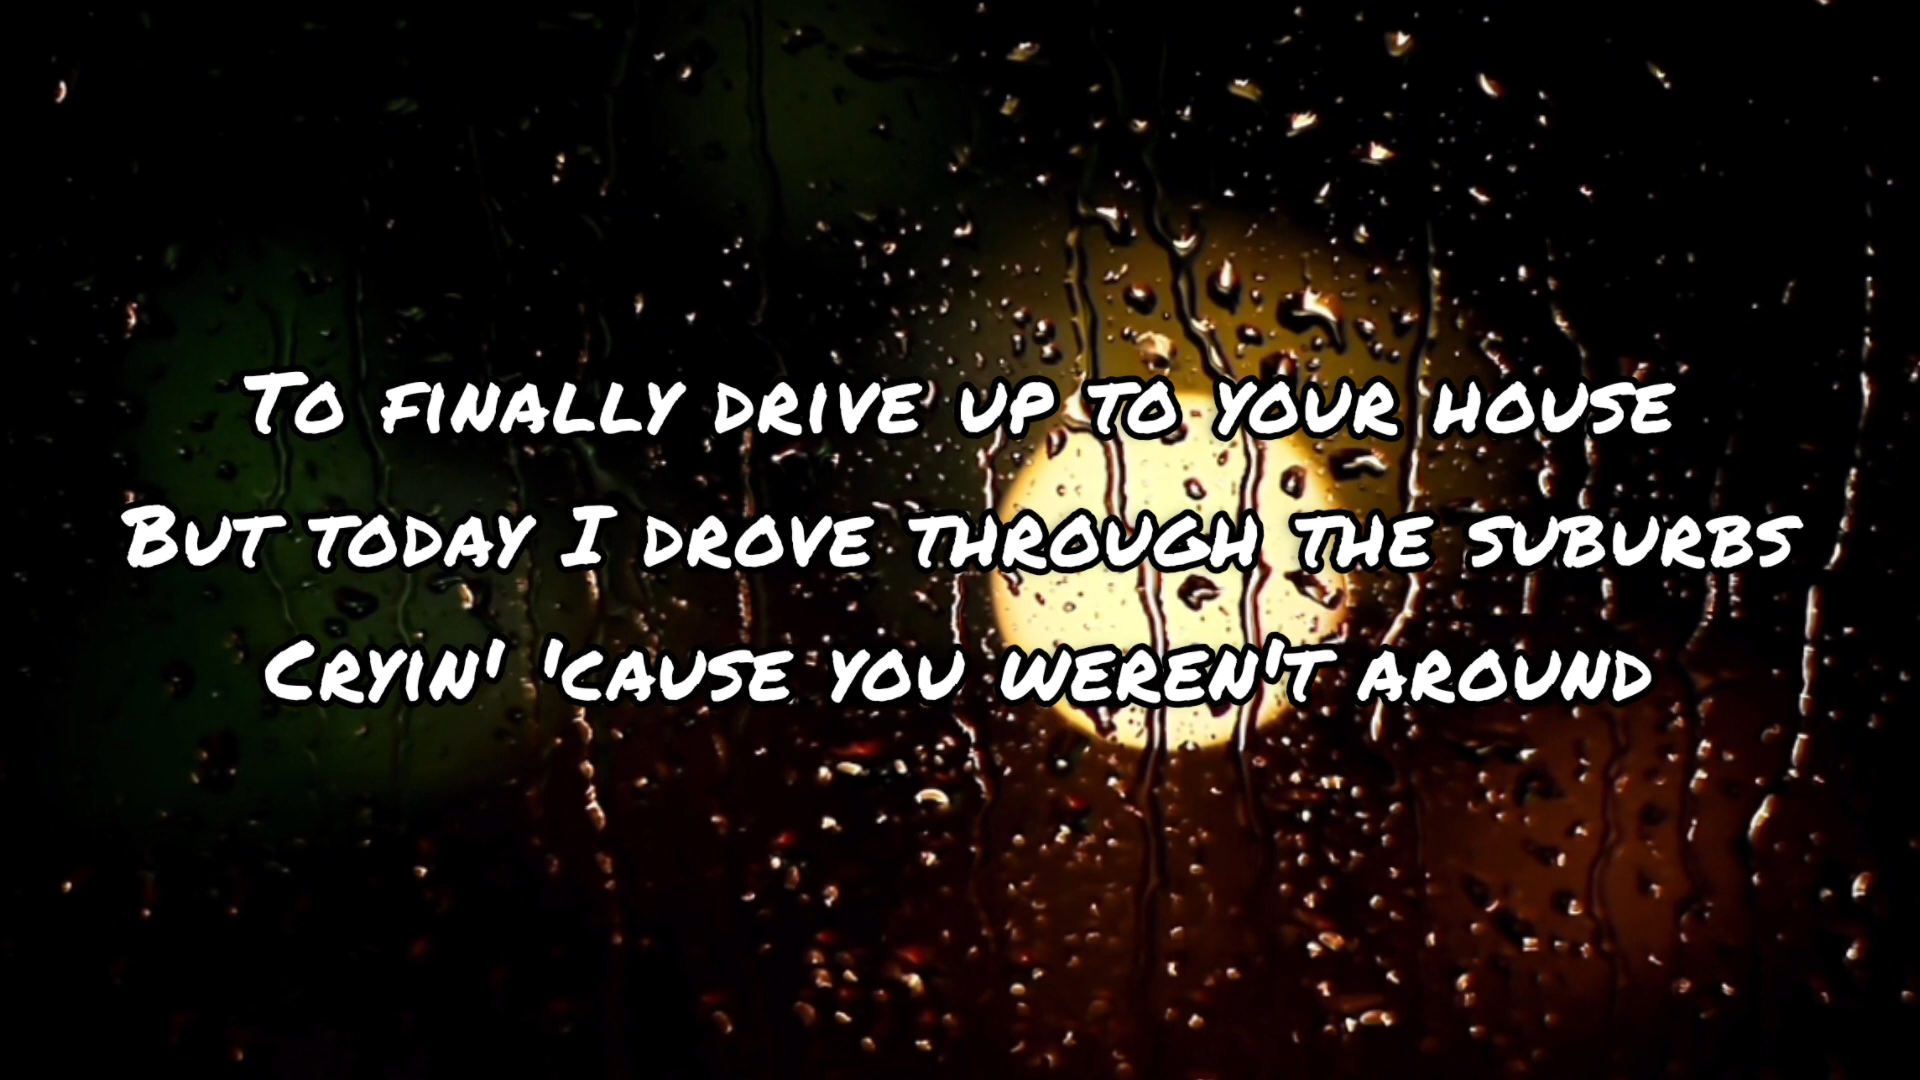 To finally drive up to your house
But today I drove through the suburbs
Cryin' 'cause you weren't around